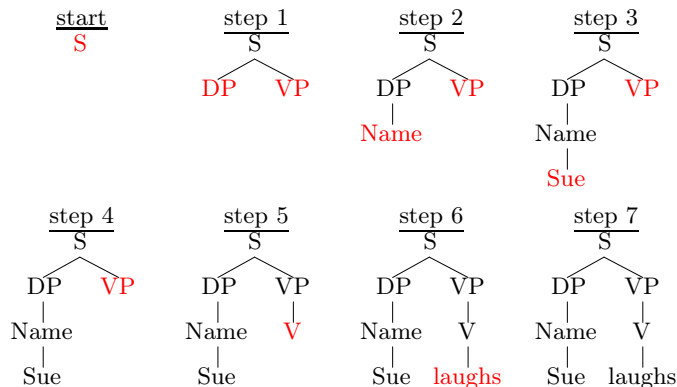 start step 1 step 2 step 3
S S S S
DP VP DP VP DP VP
Name Name
Sue
step 4 step 5 step 6 step 7
S S S S
DP VP DP VP DP VP DP VP
Name Name V Name V Name V
Sue Sue Sue laughs Sue laughs